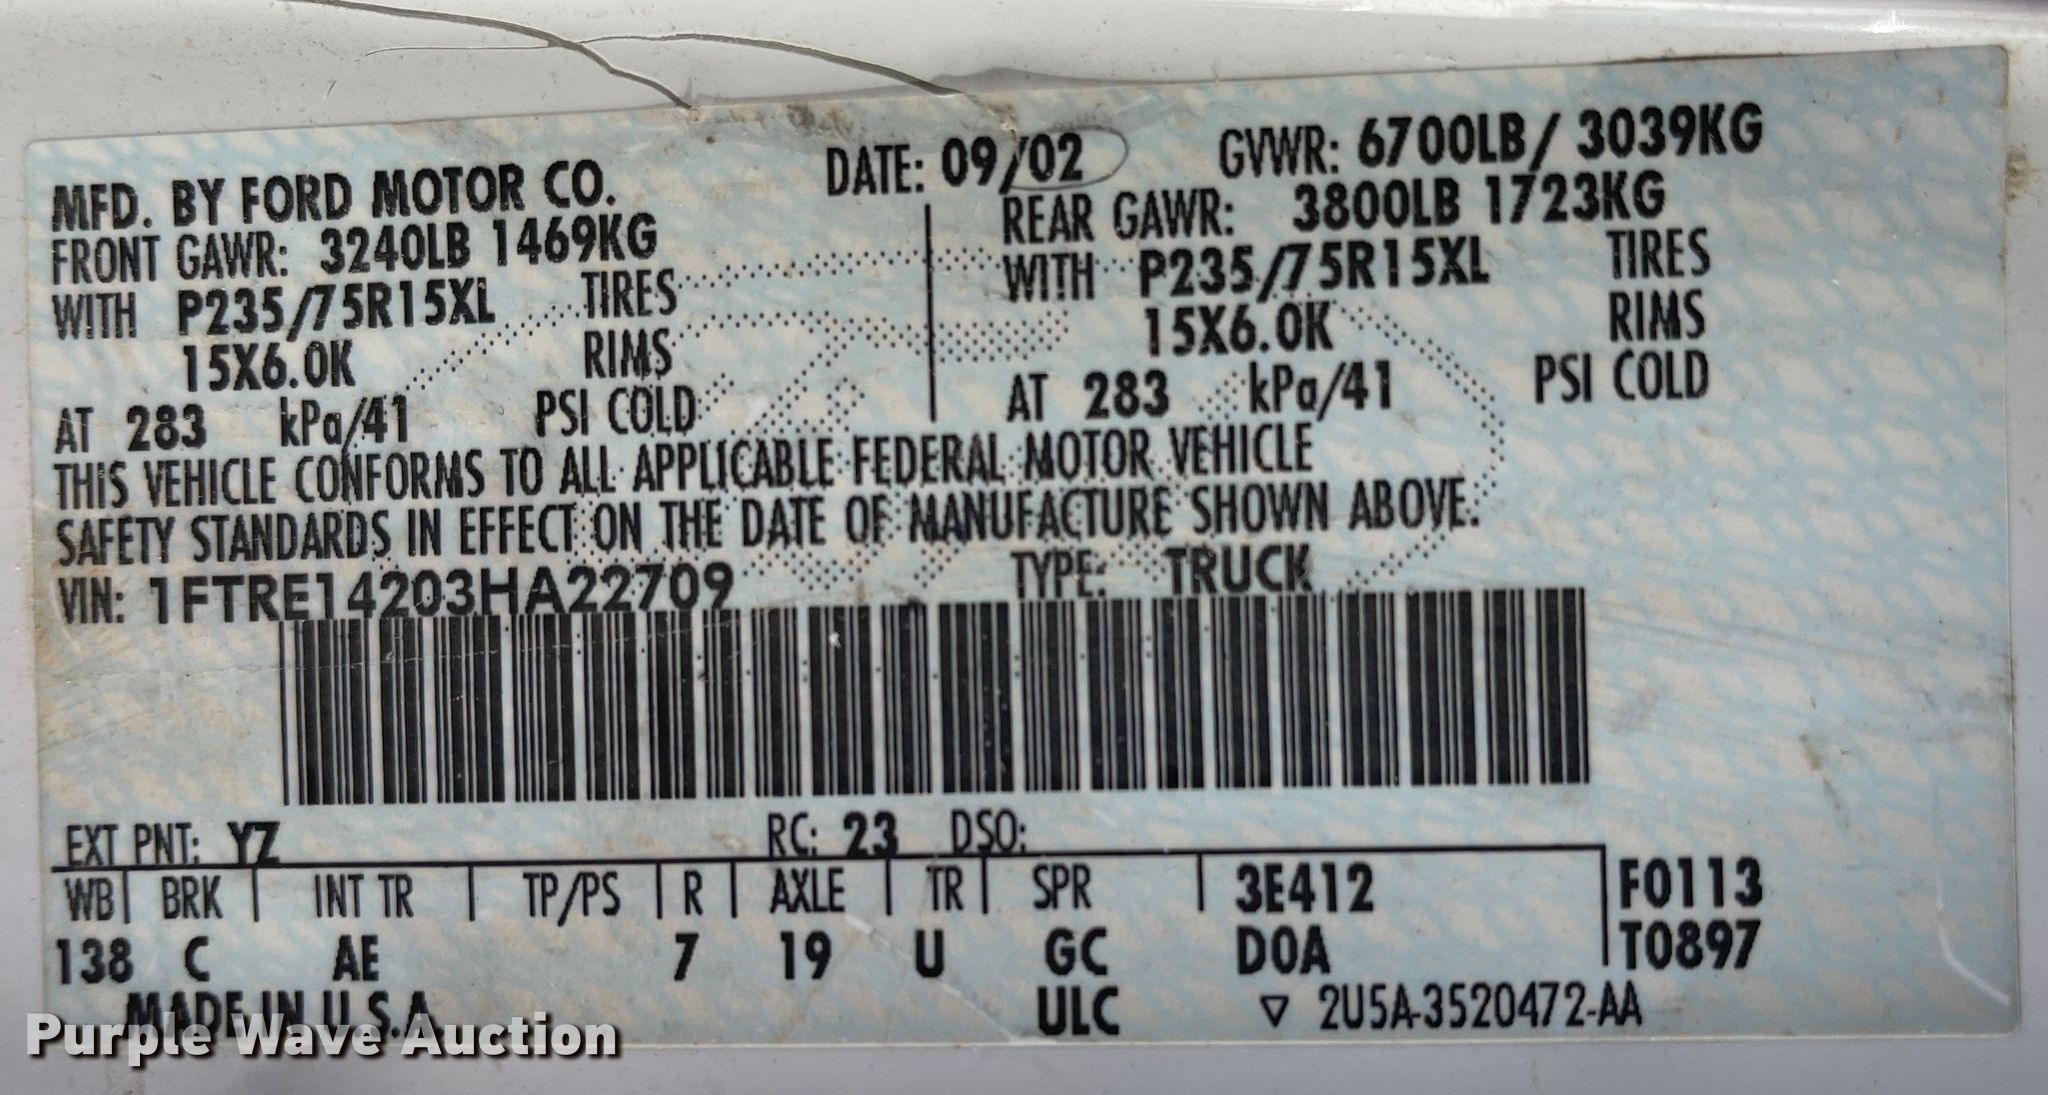 MFD. BY FORD MOTOR CO. DATE: 09/02 GVWR: 6700LB/ 3039KG
FRONT GAWR: 3240LB 1469KG REAR GAWR: 3800LB 1723KG
WITH P235/75R15XL TIRES WITH P235/75R15XL TIRES
15X6.0K RIMS 15X6.0K RIMS
AT 283 kPa/41 PSI COLD AT 283 kPa/41 PSI COLD
THIS VEHICLE CONFORMS TO ALL APPLICABLE FEDERAL MOTOR VEHICLE
SAFETY STANDARDS IN EFFECT ON THE DATE OF MANUFACTURE SHOWN ABOVE.
VIN: 1FTRE14203HA22709 TYPE: TRUCK
EXT PNT: YZ RC: 23 DSO:
WB BRK INT TR TP/PS R AXLE TR SPR 3E412 F0113
138 C AE 7 19 U GC DOA T0897
MADE IN U.S.A. ULC ▽ 2U5A-3520472-AA
Purple Wave Auction